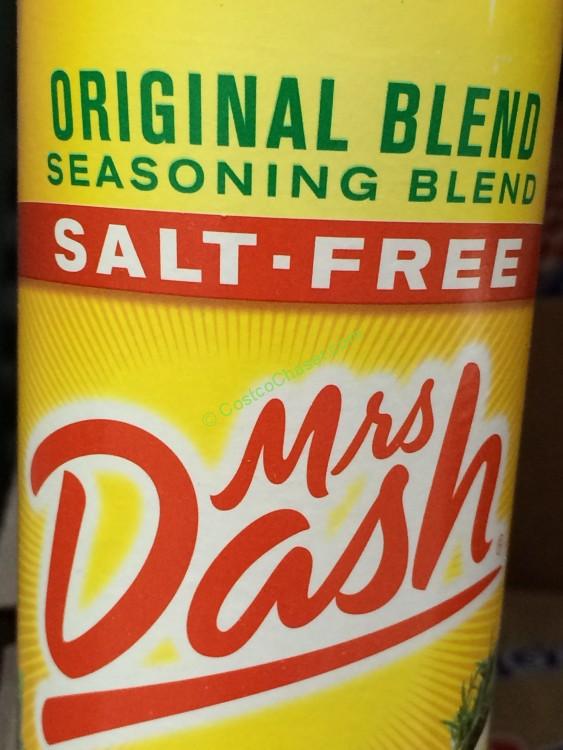 ORIGINAL BLEND
SEASONING BLEND
SALT-FREE
© CostcoChaser.com
Mrs
Dash
®